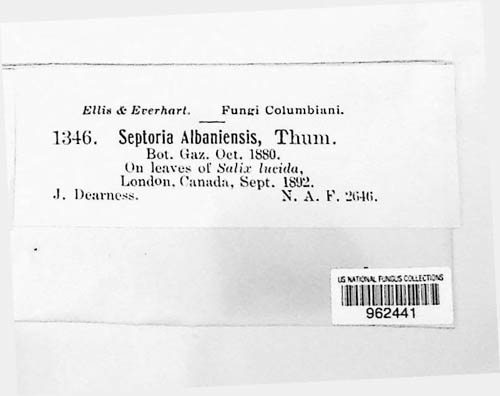 Ellis & Everhart. Fungi Columbiani.
1346. Septoria Albaniensis, Thum.
Bot. Gaz. Oct. 1880.
On leaves of Salix lucida,
London, Canada, Sept. 1892.
J. Dearness. N. A. F. 2646.
US NATIONAL FUNGUS COLLECTIONS
962441